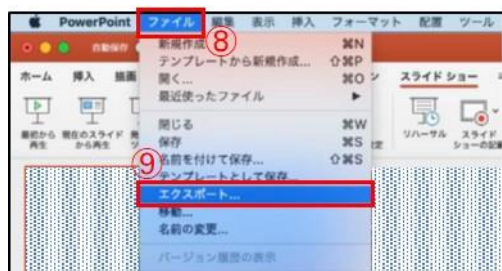 PowerPoint ファイル 編集 表示 挿入 フォーマット 配置 ツール
⑧
自動保存
新規作成
⌘N
テンプレートから新規作成... ⇧⌘P
開く... ⌘O
最近使ったファイル ▶
閉じる ⌘W
保存 ⌘S
⑨
名前を付けて保存... ⇧⌘S
テンプレートとして保存...
エクスポート...
移動...
名前の変更...
バージョン履歴の表示
ホーム 挿入 描画
スライド ショー
最初から
再生
現在のスライド
から再生
リハーサル
スライド
ショーの記録